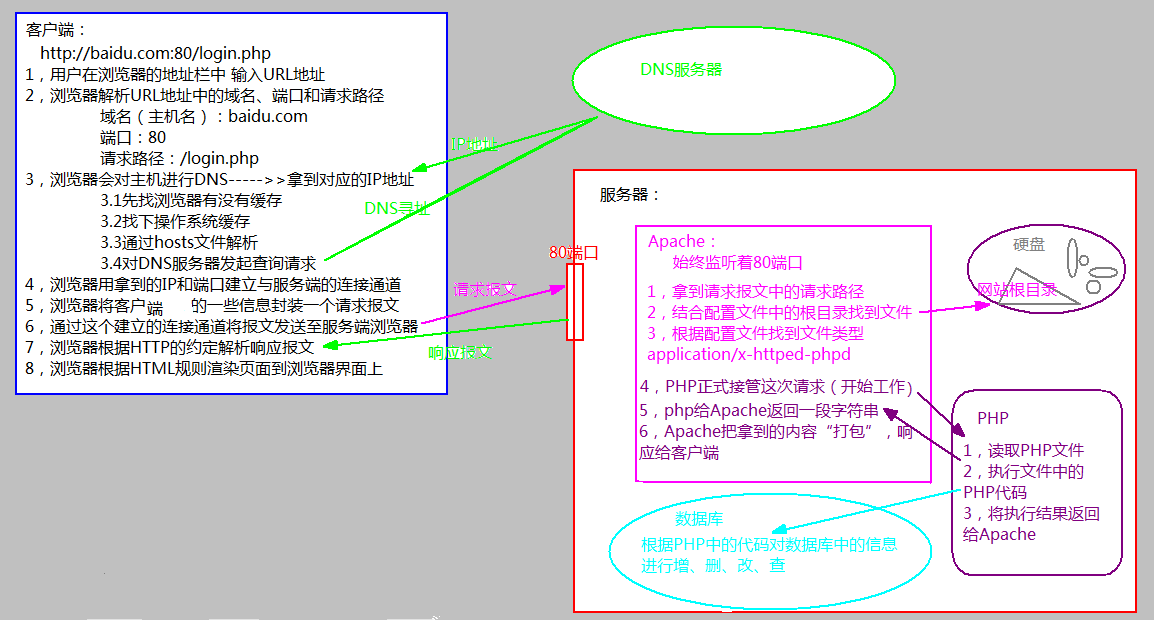 客户端：
http://baidu.com:80/login.php
1，用户在浏览器的地址栏中 输入URL地址
2，浏览器解析URL地址中的域名、端口和请求路径
域名（主机名）: baidu.com
端口：80
请求路径：/login.php
3，浏览器会对主机进行DNS----->>拿到对应的IP地址
3.1先找浏览器有没有缓存
3.2找下操作系统缓存
3.3通过hosts文件解析
3.4对DNS服务器发起查询请求
4，浏览器用拿到的IP和端口建立与服务端的连接通道
5，浏览器将客户端 的一些信息封装一个请求报文
6，通过这个建立的连接通道将报文发送至服务端浏览器
7，浏览器根据HTTP的约定解析响应报文
8，浏览器根据HTML规则渲染页面到浏览器界面上
DNS服务器
IP地址
DNS寻址
80端口
请求报文
响应报文
服务器：
Apache：
始终监听着80端口
1，拿到请求报文中的请求路径
2，结合配置文件中的根目录找到文件
3，根据配置文件找到文件类型
application/x-httped-phpd
4，PHP正式接管这次请求（开始工作）
5，php给Apache返回一段字符串
6，Apache把拿到的内容“打包”，响
应给客户端
硬盘
网站根目录
PHP
1，读取PHP文件
2，执行文件中的
PHP代码
3，将执行结果返回
给Apache
数据库
根据PHP中的代码对数据库中的信息
进行增、删、改、查